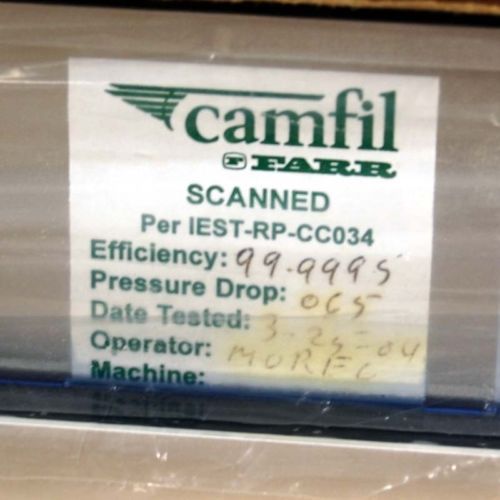 camfil
FARR
SCANNED
Per IEST-RP-CC034
Efficiency: 99.9995
Pressure Drop: 065
Date Tested: 3-25-04
Operator:
Machine: